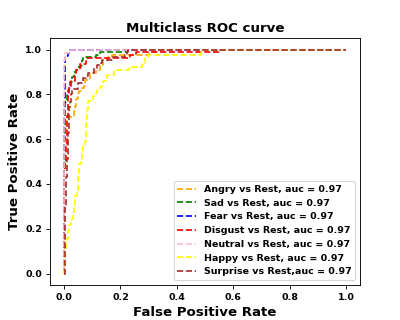 Multiclass ROC curve
True Positive Rate
1.0
0.8
0.6
0.4
0.2
0.0
Angry vs Rest, auc = 0.97
Sad vs Rest, auc = 0.97
Fear vs Rest, auc = 0.97
Disgust vs Rest, auc = 0.97
Neutral vs Rest, auc = 0.97
Happy vs Rest, auc = 0.97
Surprise vs Rest,auc = 0.97
0.0 0.2 0.4 0.6 0.8 1.0
False Positive Rate